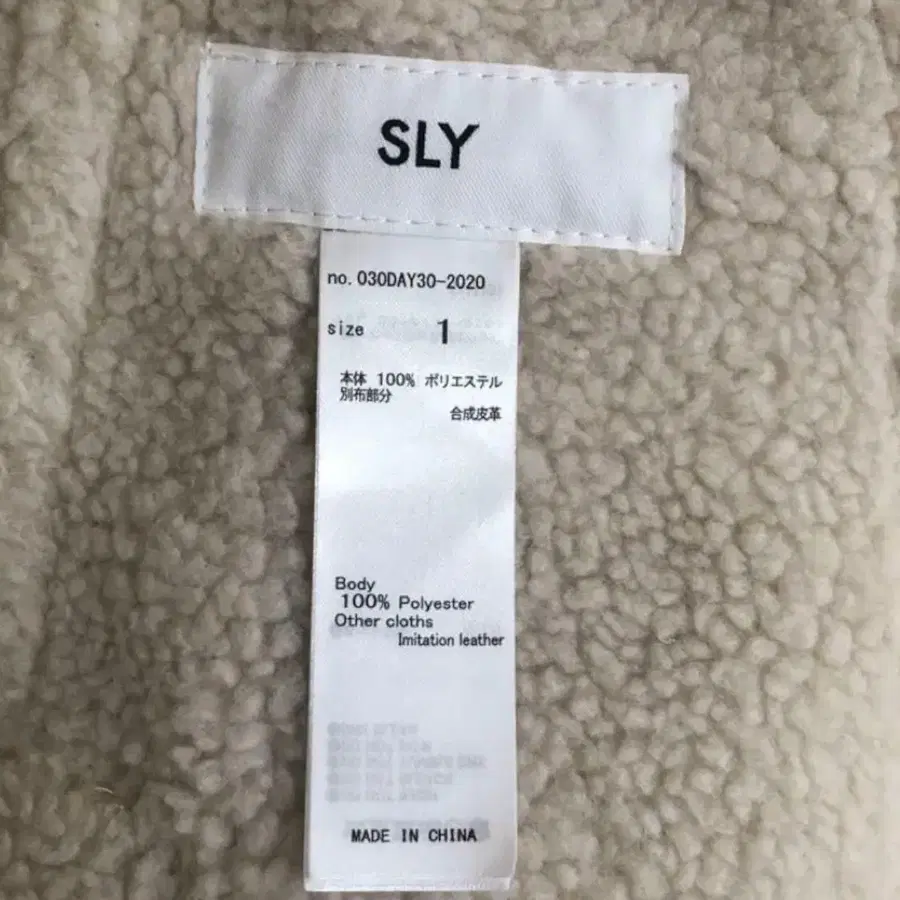 SLY
no. 030DAY30-2020
size 1
本体 100% ポリエステル
別布部分
合成皮革
Body
100% Polyester
Other cloths
Imitation leather
MADE IN CHINA